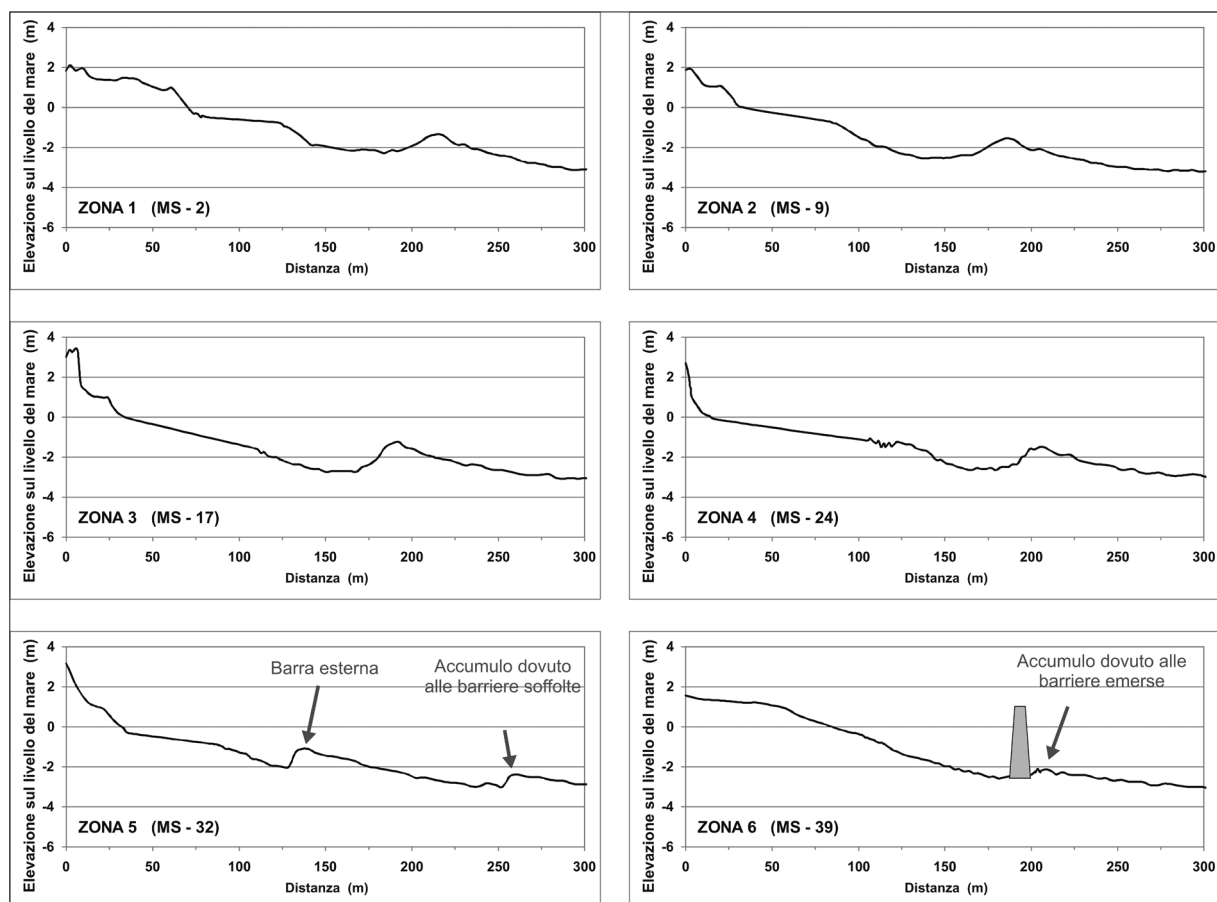 Elevazione sul livello del mare (m)
4
2
0
-2
-4
-6
ZONA 1 (MS - 2)
0 50 100 150 200 250 300
Distanza (m)
Elevazione sul livello del mare (m)
4
2
0
-2
-4
-6
ZONA 2 (MS - 9)
0 50 100 150 200 250 300
Distanza (m)
Elevazione sul livello del mare (m)
4
2
0
-2
-4
-6
ZONA 3 (MS - 17)
0 50 100 150 200 250 300
Distanza (m)
Elevazione sul livello del mare (m)
4
2
0
-2
-4
-6
ZONA 4 (MS - 24)
0 50 100 150 200 250 300
Distanza (m)
Elevazione sul livello del mare (m)
4
2
0
-2
-4
-6
Barra esterna
Accumulo dovuto
alle barriere soffolte
ZONA 5 (MS - 32)
0 50 100 150 200 250 300
Distanza (m)
Elevazione sul livello del mare (m)
4
2
0
-2
-4
-6
Accumulo dovuto alle
barriere emerse
ZONA 6 (MS - 39)
0 50 100 150 200 250 300
Distanza (m)